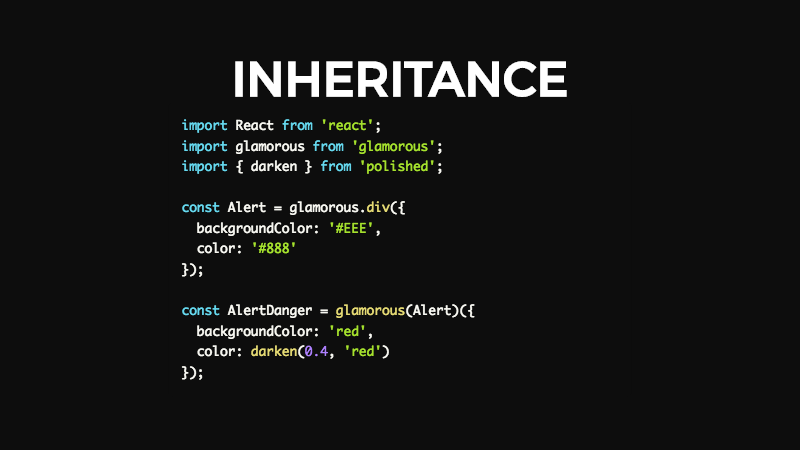 INHERITANCE
import React from 'react';
import glamorous from 'glamorous';
import { darken } from 'polished';
const Alert = glamorous.div({
  backgroundColor: '#EEE',
  color: '#888'
});
const AlertDanger = glamorous(Alert)({
  backgroundColor: 'red',
  color: darken(0.4, 'red')
});